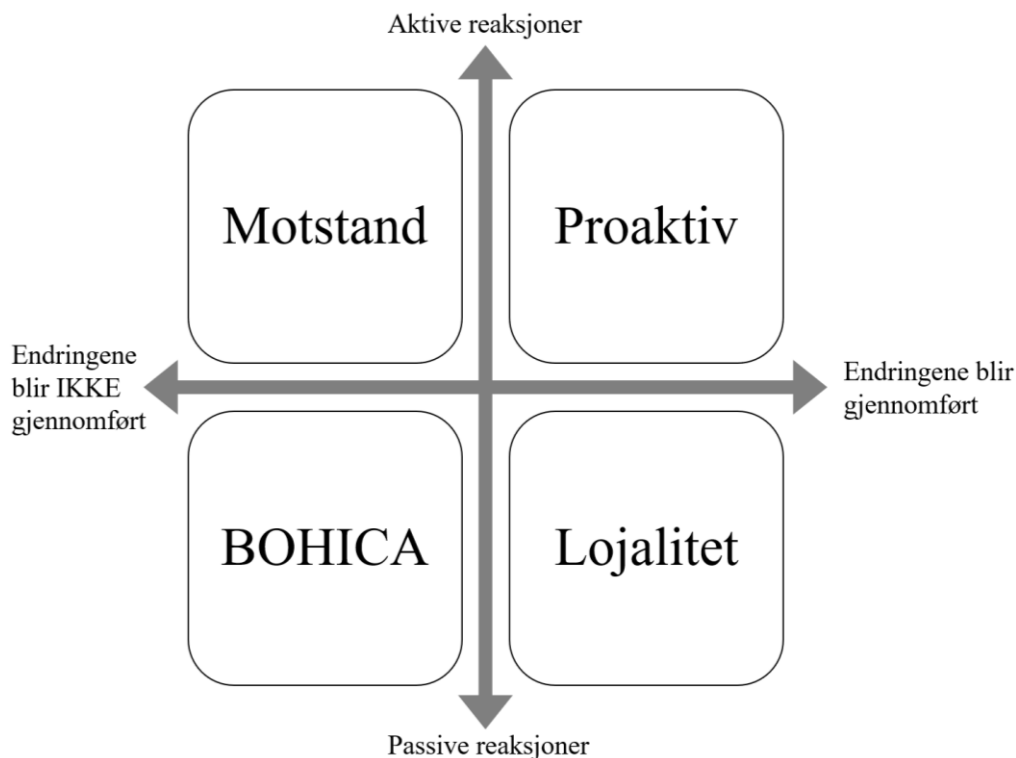 Aktive reaksjoner
Motstand
Proaktiv
Endringene
blir IKKE
gjennomført
Endringene blir
gjennomført
BOHICA
Lojalitet
Passive reaksjoner